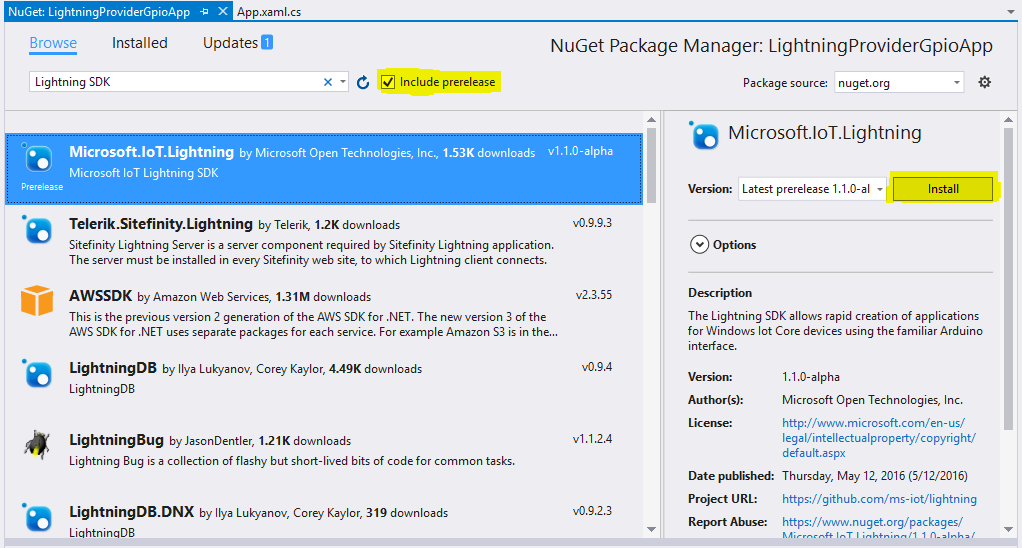 NuGet: LightningProviderGpioApp App.xaml.cs
Browse Installed Updates 1 NuGet Package Manager: LightningProviderGpioApp
Lightning SDK Include prerelease Package source: nuget.org
Microsoft.IoT.Lightning by Microsoft Open Technologies, Inc., 1.53K downloads v1.1.0-alpha
Microsoft IoT Lightning SDK
Prerelease
Telerik.Sitefinity.Lightning by Telerik, 1.2K downloads v0.9.9.3
Sitefinity Lightning Server is a server component required by Sitefinity Lightning application.
The server must be installed in every Sitefinity web site, to which Lightning client connects.
AWSSDK by Amazon Web Services, 1.31M downloads v2.3.55
This is the previous version 2 generation of the AWS SDK for .NET. The new version 3 of the
AWS SDK for .NET uses separate packages for each service. For example Amazon S3 is in the...
LightningDB by Ilya Lukyanov, Corey Kaylor, 4.49K downloads v0.9.4
LightningDB
LightningBug by JasonDentler, 1.21K downloads v1.1.2.4
Lightning Bug is a collection of flashy but short-lived bits of code for common tasks.
LightningDB.DNX by Ilya Lukyanov, Corey Kaylor, 319 downloads v0.9.2.3
LightningDB
Microsoft.IoT.Lightning
Version: Latest prerelease 1.1.0-al Install
Options
Description
The Lightning SDK allows rapid creation of applications
for Windows Iot Core devices using the familiar Arduino
interface.
Version: 1.1.0-alpha
Author(s): Microsoft Open Technologies, Inc.
License: http://www.microsoft.com/en-us/
legal/intellectualproperty/copyright/
default.aspx
Date published: Thursday, May 12, 2016 (5/12/2016)
Project URL: https://github.com/ms-iot/lightning
Report Abuse: https://www.nuget.org/packages/
Microsoft.IoT.Lightning/1.1.0-alpha/